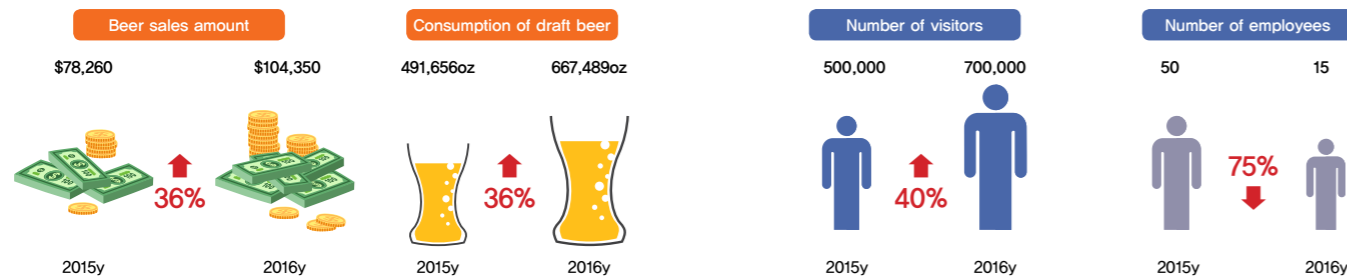 Beer sales amount
$78,260 $104,350
36%
2015y 2016y
Consumption of draft beer
491,656oz 667,489oz
36%
2015y 2016y
Number of visitors
500,000 700,000
40%
2015y 2016y
Number of employees
50 15
75%
2015y 2016y